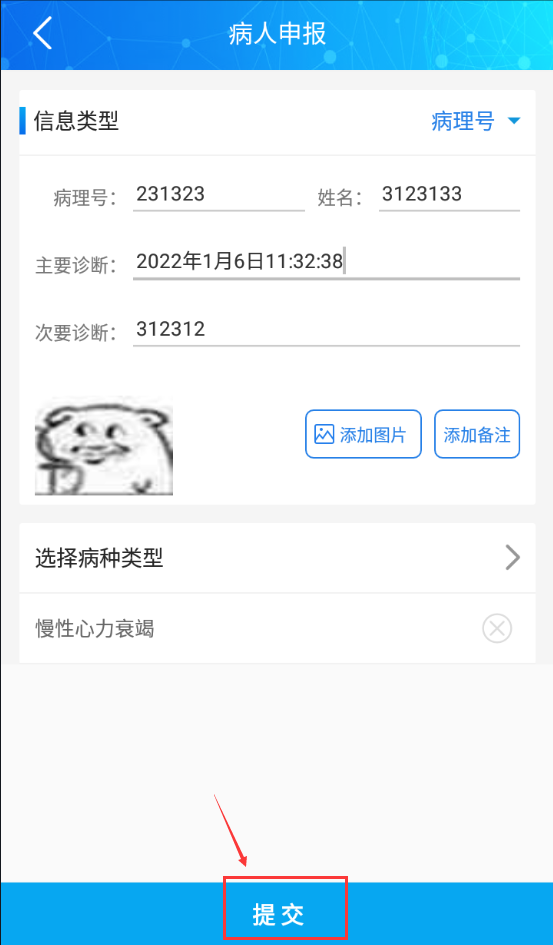 病人申报
信息类型 病理号
病理号： 231323 姓名： 3123133
主要诊断： 2022年1月6日11:32:38
次要诊断： 312312
添加图片 添加备注
选择病种类型
慢性心力衰竭
提交